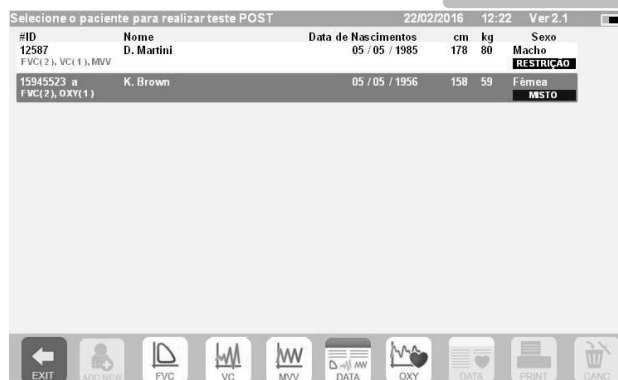 Selecione o paciente para realizar teste POST 22/02/2016 12:22 Ver 2.1
#ID Nome Data de Nascimentos cm kg Sexo
12587 D. Martini 05 / 05 / 1985 178 80 Macho
FVC( 2 ), VC( 1 ), MVV RESTRIÇÃO
15945523 a K. Brown 05 / 05 / 1956 158 59 Fêmea
FVC( 2 ), OXY( 1 ) MISTO
EXIT ADD NEW FVC VC MVV DATA OXY DATA PRINT CANC